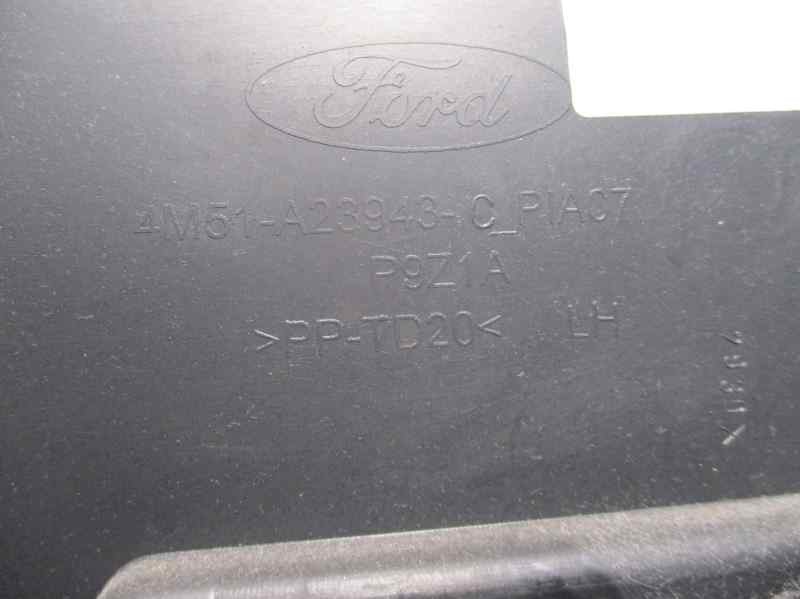 Ford
4M51-A23943-C_PIAC7
P9Z1A
>PP-TD20< LH